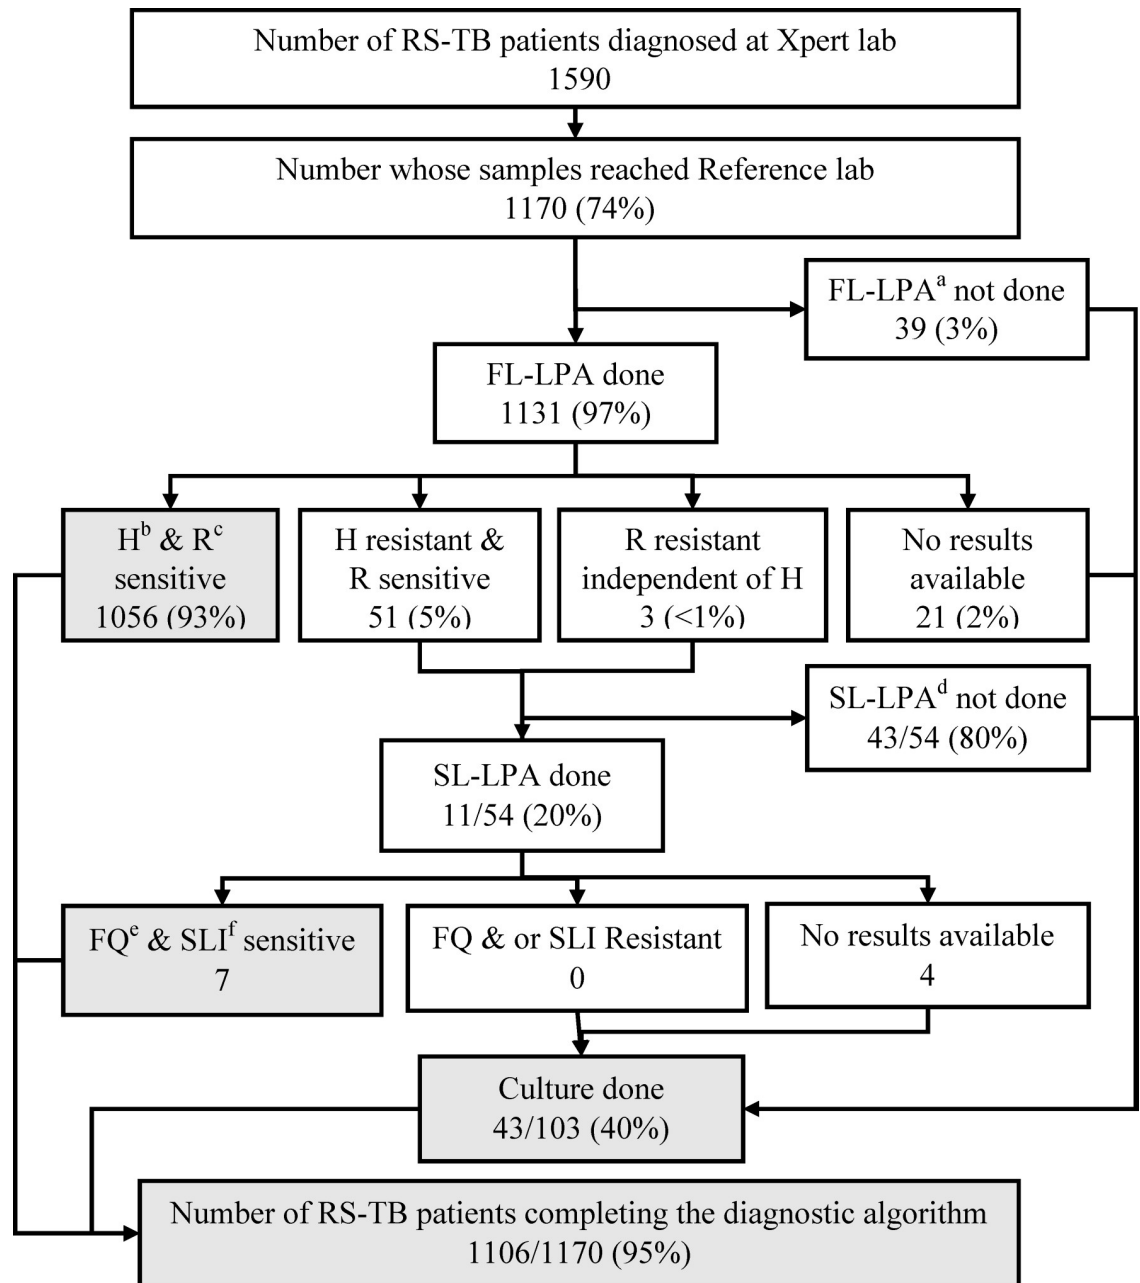 Number of RS-TB patients diagnosed at Xpert lab
1590
Number whose samples reached Reference lab
1170 (74%)
FL-LPAᵃ not done
39 (3%)
FL-LPA done
1131 (97%)
Hᵇ & Rᶜ
sensitive
1056 (93%)
H resistant &
R sensitive
51 (5%)
R resistant
independent of H
3 (<1%)
No results
available
21 (2%)
SL-LPAᵈ not done
43/54 (80%)
SL-LPA done
11/54 (20%)
FQᵉ & SLIᶠ sensitive
7
FQ & or SLI Resistant
0
No results available
4
Culture done
43/103 (40%)
Number of RS-TB patients completing the diagnostic algorithm
1106/1170 (95%)